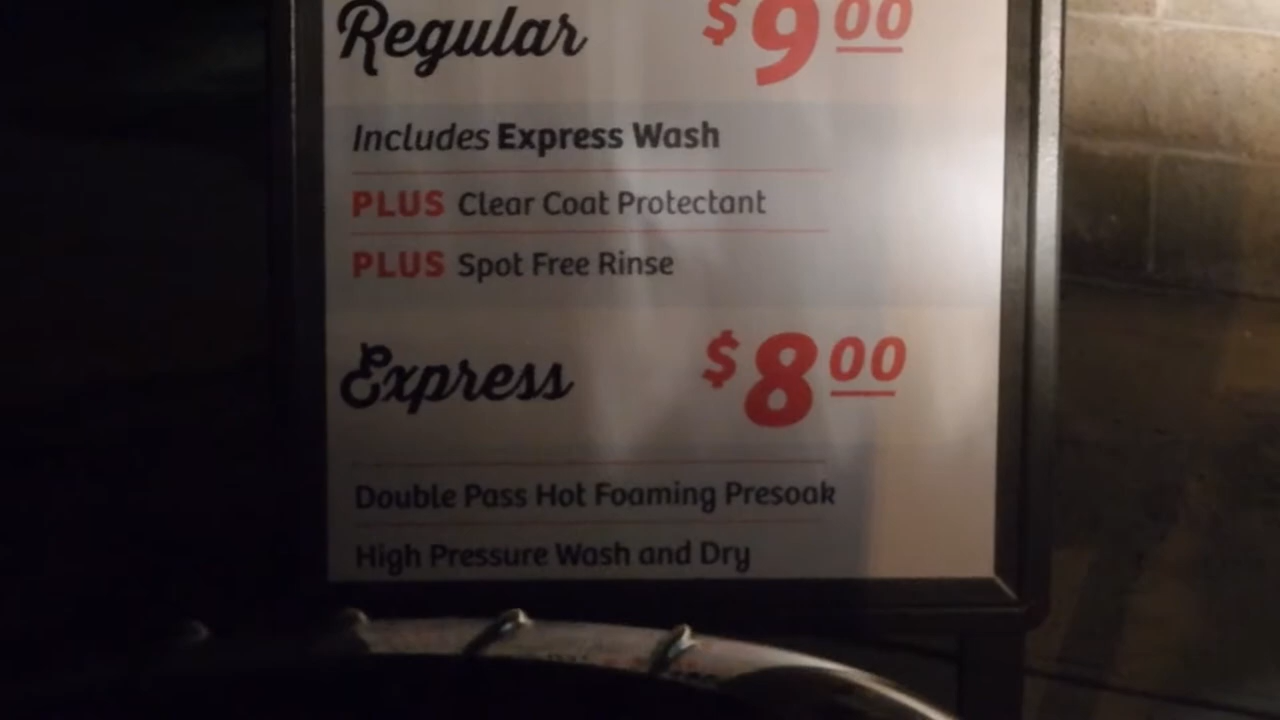 Regular $9 00
Includes Express Wash
PLUS Clear Coat Protectant
PLUS Spot Free Rinse
Express $8 00
Double Pass Hot Foaming Presoak
High Pressure Wash and Dry